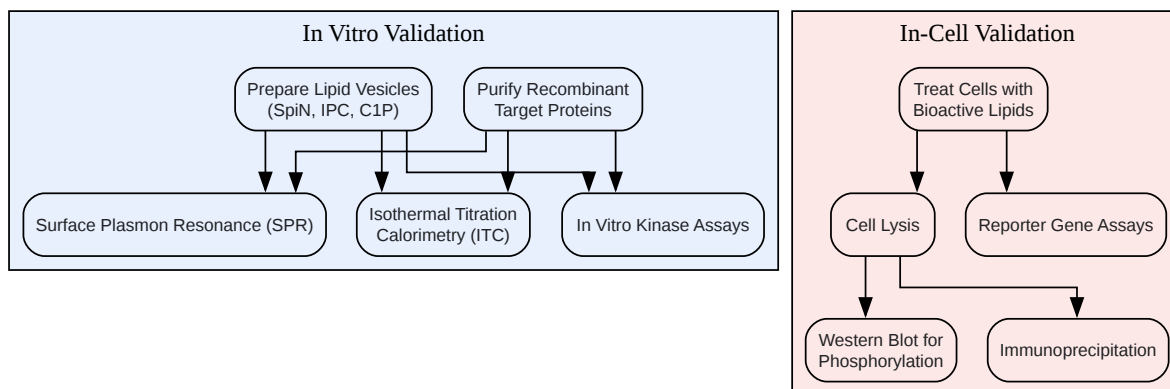 In Vitro Validation
Prepare Lipid Vesicles
(SpiN, IPC, C1P)
Purify Recombinant
Target Proteins
Surface Plasmon Resonance (SPR)
Isothermal Titration
Calorimetry (ITC)
In Vitro Kinase Assays
In-Cell Validation
Treat Cells with
Bioactive Lipids
Cell Lysis
Reporter Gene Assays
Western Blot for
Phosphorylation
Immunoprecipitation